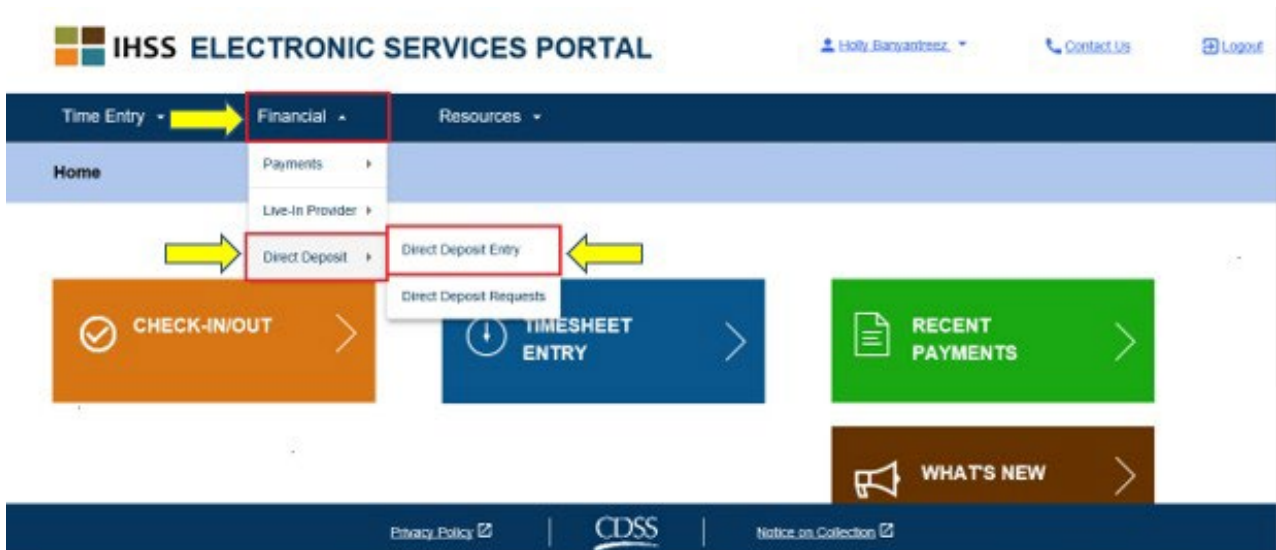 IHSS ELECTRONIC SERVICES PORTAL
Holly Banyantreez
Contact Us
Logout
Time Entry
Financial
Resources
Home
Payments
Live-In Provider
Direct Deposit
Direct Deposit Entry
Direct Deposit Requests
CHECK-IN/OUT
TIMESHEET
ENTRY
RECENT
PAYMENTS
WHAT'S NEW
Privacy Policy
CDSS
Notice on Collection